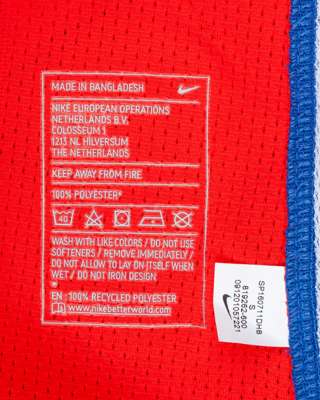 MADE IN BANGLADESH
NIKE EUROPEAN OPERATIONS
NETHERLANDS B.V.
COLOSSEUM 1
1213 NL HILVERSUM
THE NETHERLANDS
KEEP AWAY FROM FIRE
100% POLYESTER*
40
WASH WITH LIKE COLORS / DO NOT USE
SOFTENERS / REMOVE IMMEDIATELY /
DO NOT ALLOW TO LAY ON ITSELF WHEN
WET / DO NOT IRON DESIGN
*
EN 100% RECYCLED POLYESTER
www.nikebetterworld.com
SP160711DHB
S
819262-600
091201057221